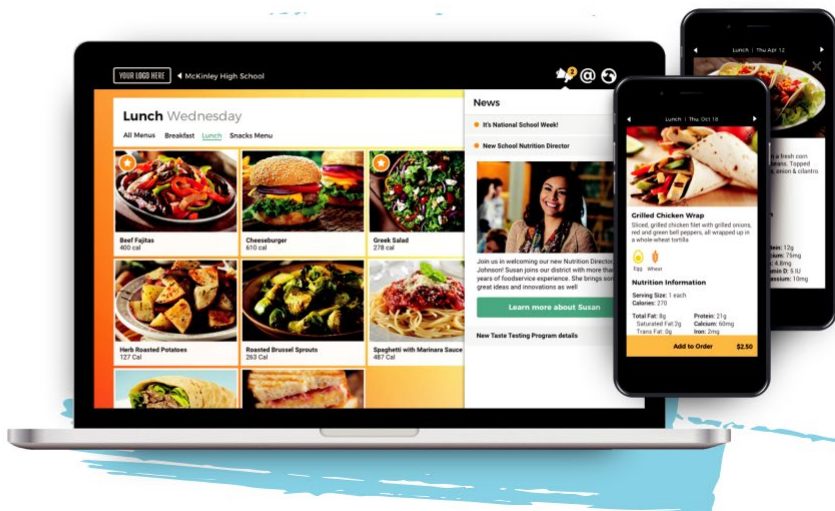 YOUR LOGO HERE
McKinley High School
2
Lunch Wednesday
All Menus Breakfast Lunch Snacks Menu
Beef Fajitas
400 cal
Cheeseburger
610 cal
Greek Salad
278 cal
Herb Roasted Potatoes
127 Cal
Roasted Brussel Sprouts
263 Cal
Spaghetti with Marinara Sauce
487 Cal
News
It's National School Week!
New School Nutrition Director
Join us in welcoming our new Nutrition Director,
Johnson! Susan joins our district with more than
years of foodservice experience. She brings
great ideas and innovations as well
Learn more about Susan
New Taste Testing Program details
Lunch | Thu Oct 18
Grilled Chicken Wrap
Sliced, grilled chicken filet with grilled onions,
red and green bell peppers, all wrapped up in
a whole-wheat tortilla
Egg Wheat
Nutrition Information
Serving Size: 1 each
Calories: 270
Total Fat: 8g Protein: 21g
Saturated Fat: 2g Calcium: 60mg
Trans Fat: 0g Iron: 2mg
Add to Order $2.50
Lunch | Thu Apr 12
a fresh corn
Topped
onion & cilantro
12g
75mg
4.8mg
D: 5 IU
10mg